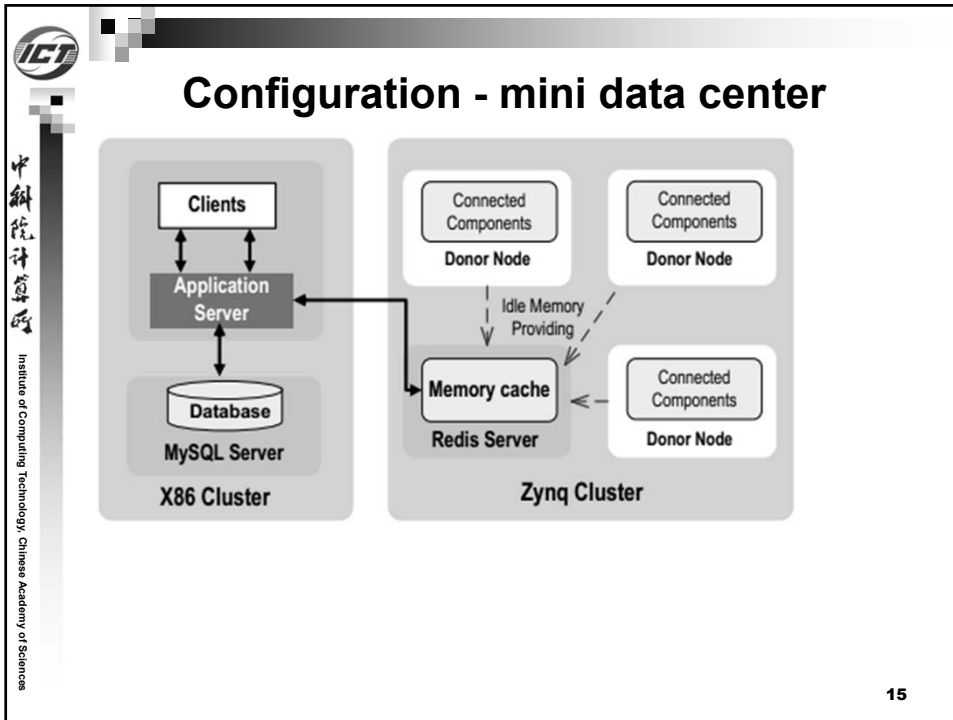 ICT
Configuration - mini data center
中科院计算所
Institute of Computing Technology, Chinese Academy of Sciences
Clients
Application
Server
Database
MySQL Server
X86 Cluster
Connected
Components
Donor Node
Connected
Components
Donor Node
Idle Memory
Providing
Memory cache
Redis Server
Connected
Components
Donor Node
Zynq Cluster
15